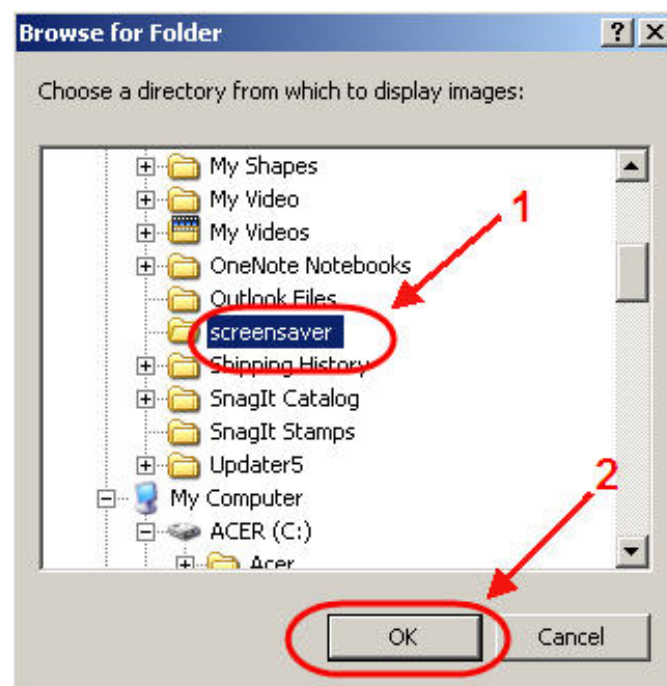 Browse for Folder
Choose a directory from which to display images:
My Shapes
My Video
1
My Videos
OneNote Notebooks
Outlook Files
screensaver
Shipping History
SnagIt Catalog
SnagIt Stamps
Updater5
2
My Computer
ACER (C:)
Acer
OK
Cancel